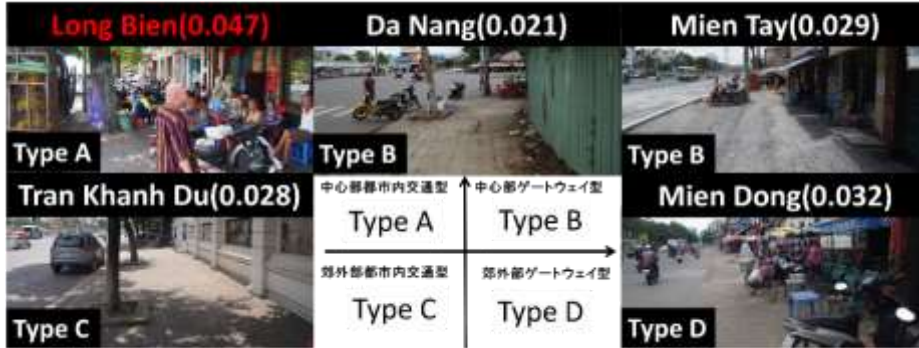 Long Bien(0.047)
Da Nang(0.021)
Mien Tay(0.029)
Type A
Type B
Type B
Tran Khanh Du(0.028)
中心部都市内交通型
中心部ゲートウェイ型
Mien Dong(0.032)
Type A
Type B
郊外部都市内交通型
郊外部ゲートウェイ型
Type C
Type D
Type C
Type D